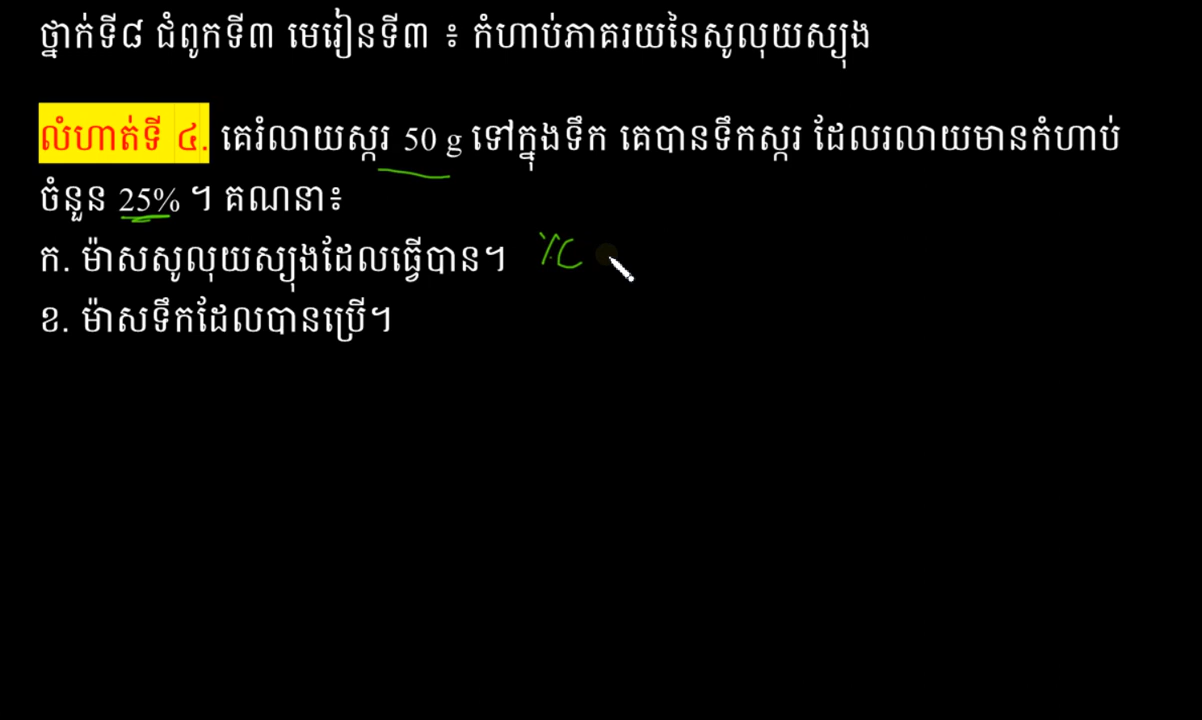 ថ្នាក់ទី៨ ជំពូកទី៣ មេរៀនទី៣ ៖ កំហាប់ភាគរយនៃសូលុយស្យុង
លំហាត់ទី ៤. គេរំលាយស្ករ 50 g ទៅក្នុងទឹក គេបានទឹកស្ករ ដែលរលាយមានកំហាប់
ចំនួន 25% ។ គណនា៖
ក. ម៉ាសសូលុយស្យុងដែលធ្វើបាន។ %C
ខ. ម៉ាសទឹកដែលបានប្រើ។